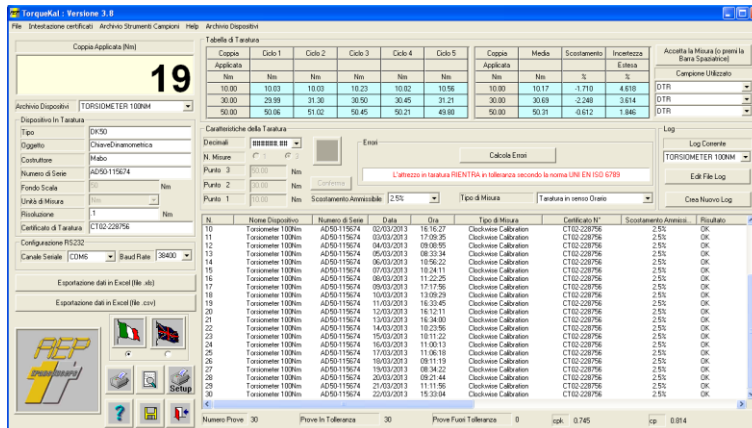 TorqueKal : Versione 3.8
File Intestazione certificati Archivio Strumenti Campioni Help Archivio Dispositivi
Coppia Applicata (Nm)
19
Archivio Dispositivi TORSIOMETER 100NM
Dispositivo In Taratura
Tipo DK50
Oggetto ChiaveDinamometrica
Costruttore Mabo
Numero di Serie AD50-115674
Fondo Scala 50 Nm
Unità di Misura Nm
Risoluzione .1 Nm
Certificato di Taratura CT02-228756
Configurazione RS232
Canale Seriale COM6 Baud Rate 38400
Esportazione dati in Excel (file .xls)
Esportazione dati in Excel (file .csv)
AEP
TT
Setup
Tabella di Taratura
Coppia Ciclo 1 Ciclo 2 Ciclo 3 Ciclo 4 Ciclo 5
Applicata
Nm Nm Nm Nm Nm Nm
10.00 10.03 10.03 10.23 10.02 10.56
30.00 29.99 31.30 30.50 30.45 31.21
50.00 50.06 51.02 50.45 50.21 49.80
Coppia Media Scostamento Incertezza
Applicata Estesa
Nm Nm % %
10.00 10.17 -1.710 4.618
30.00 30.69 -2.248 3.614
50.00 50.31 -0.612 1.846
Accetta la Misura (o premi la
Barra Spaziatrice)
Campione Utilizzato
DTR
DTR
DTR
Caratteristiche della Taratura
Decimali
N. Misure 1 3
Punto 3 50.00 Nm
Punto 2 30.00 Nm
Punto 1 10.00 Nm
Conferma
Errori
Calcola Errori
L'attrezzo in taratura RIENTRA in tolleranza secondo la norma UNI EN ISO 6789
Scostamento Ammissibile 2.5% Tipo di Misura Taratura in senso Orario
Log
Log Corrente
TORSIOMETER 100NM
Edit File Log
Crea Nuovo Log
N. Nome Dispositivo Numero di Serie Data Ora Tipo di Misura Certificato N° Scostamento Ammissi... Risultato
10 Torsiometer 100Nm AD50-115674 02/03/2013 16:16:27 Clockwise Calibration CT02-228756 2.5% OK
11 Torsiometer 100Nm AD50-115674 03/03/2013 17:09:35 Clockwise Calibration CT02-228756 2.5% OK
12 Torsiometer 100Nm AD50-115674 04/03/2013 09:08:55 Clockwise Calibration CT02-228756 2.5% OK
13 Torsiometer 100Nm AD50-115674 05/03/2013 08:33:34 Clockwise Calibration CT02-228756 2.5% OK
14 Torsiometer 100Nm AD50-115674 06/03/2013 10:56:22 Clockwise Calibration CT02-228756 2.5% OK
15 Torsiometer 100Nm AD50-115674 07/03/2013 10:24:11 Clockwise Calibration CT02-228756 2.5% OK
16 Torsiometer 100Nm AD50-115674 08/03/2013 11:22:25 Clockwise Calibration CT02-228756 2.5% OK
17 Torsiometer 100Nm AD50-115674 09/03/2013 17:17:56 Clockwise Calibration CT02-228756 2.5% OK
18 Torsiometer 100Nm AD50-115674 10/03/2013 13:09:29 Clockwise Calibration CT02-228756 2.5% OK
19 Torsiometer 100Nm AD50-115674 11/03/2013 16:33:45 Clockwise Calibration CT02-228756 2.5% OK
20 Torsiometer 100Nm AD50-115674 12/03/2013 16:12:11 Clockwise Calibration CT02-228756 2.5% OK
21 Torsiometer 100Nm AD50-115674 13/03/2013 16:34:00 Clockwise Calibration CT02-228756 2.5% OK
22 Torsiometer 100Nm AD50-115674 14/03/2013 10:23:56 Clockwise Calibration CT02-228756 2.5% OK
23 Torsiometer 100Nm AD50-115674 15/03/2013 10:11:22 Clockwise Calibration CT02-228756 2.5% OK
24 Torsiometer 100Nm AD50-115674 16/03/2013 11:00:13 Clockwise Calibration CT02-228756 2.5% OK
25 Torsiometer 100Nm AD50-115674 17/03/2013 11:06:18 Clockwise Calibration CT02-228756 2.5% OK
26 Torsiometer 100Nm AD50-115674 18/03/2013 09:11:19 Clockwise Calibration CT02-228756 2.5% OK
27 Torsiometer 100Nm AD50-115674 19/03/2013 08:34:22 Clockwise Calibration CT02-228756 2.5% OK
28 Torsiometer 100Nm AD50-115674 20/03/2013 09:21:44 Clockwise Calibration CT02-228756 2.5% OK
29 Torsiometer 100Nm AD50-115674 21/03/2013 11:11:56 Clockwise Calibration CT02-228756 2.5% OK
30 Torsiometer 100Nm AD50-115674 22/03/2013 15:33:04 Clockwise Calibration CT02-228756 2.5% OK
Numero Prove 30 Prove In Tolleranza 30 Prove Fuori Tolleranza 0 cpk 0.745 cp 0.814